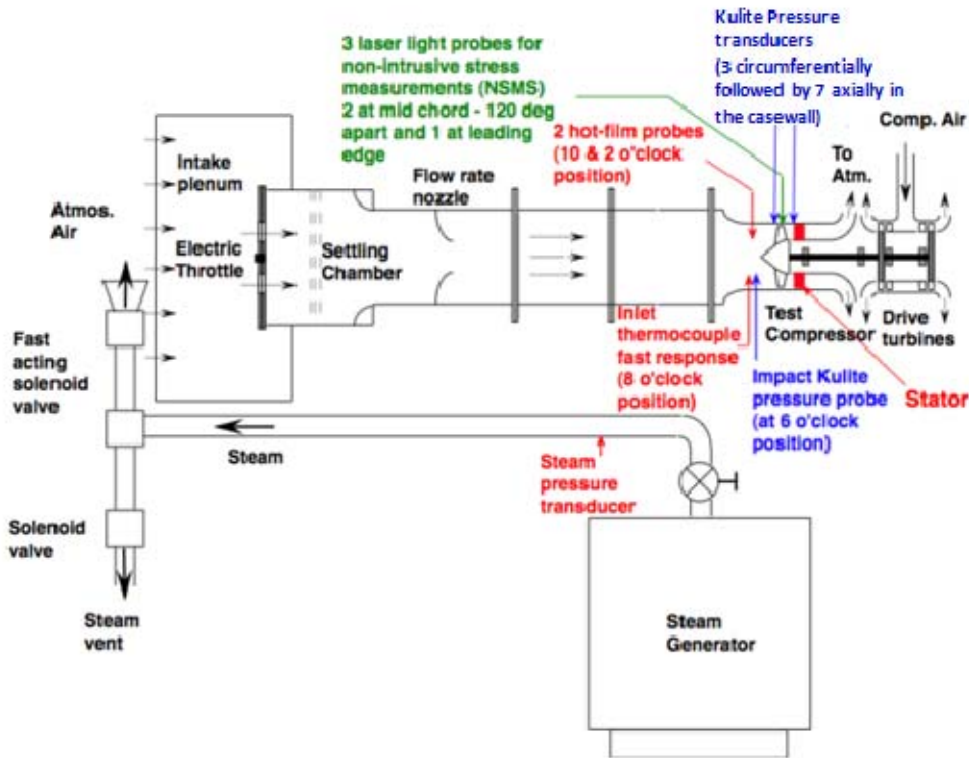 3 laser light probes for
non-intrusive stress
measurements (NSMS)
2 at mid chord - 120 deg
apart and 1 at leading
edge
Kulite Pressure
transducers
(3 circumferentially
followed by 7 axially in
the casewall)
2 hot-film probes
(10 & 2 o'clock
position)
Comp. Air
To
Atm.
Intake
plenum
Flow rate
nozzle
Atmos.
Air
Electric
Throttle
Settling
Chamber
Inlet
thermocouple
fast response
(8 o'clock
position)
Test
Compressor
Drive
turbines
Impact Kulite
pressure probe
(at 6 o'clock
position)
Stator
Fast
acting
solenoid
valve
Steam
Steam
pressure
transducer
Solenoid
valve
Steam
vent
Steam
Generator